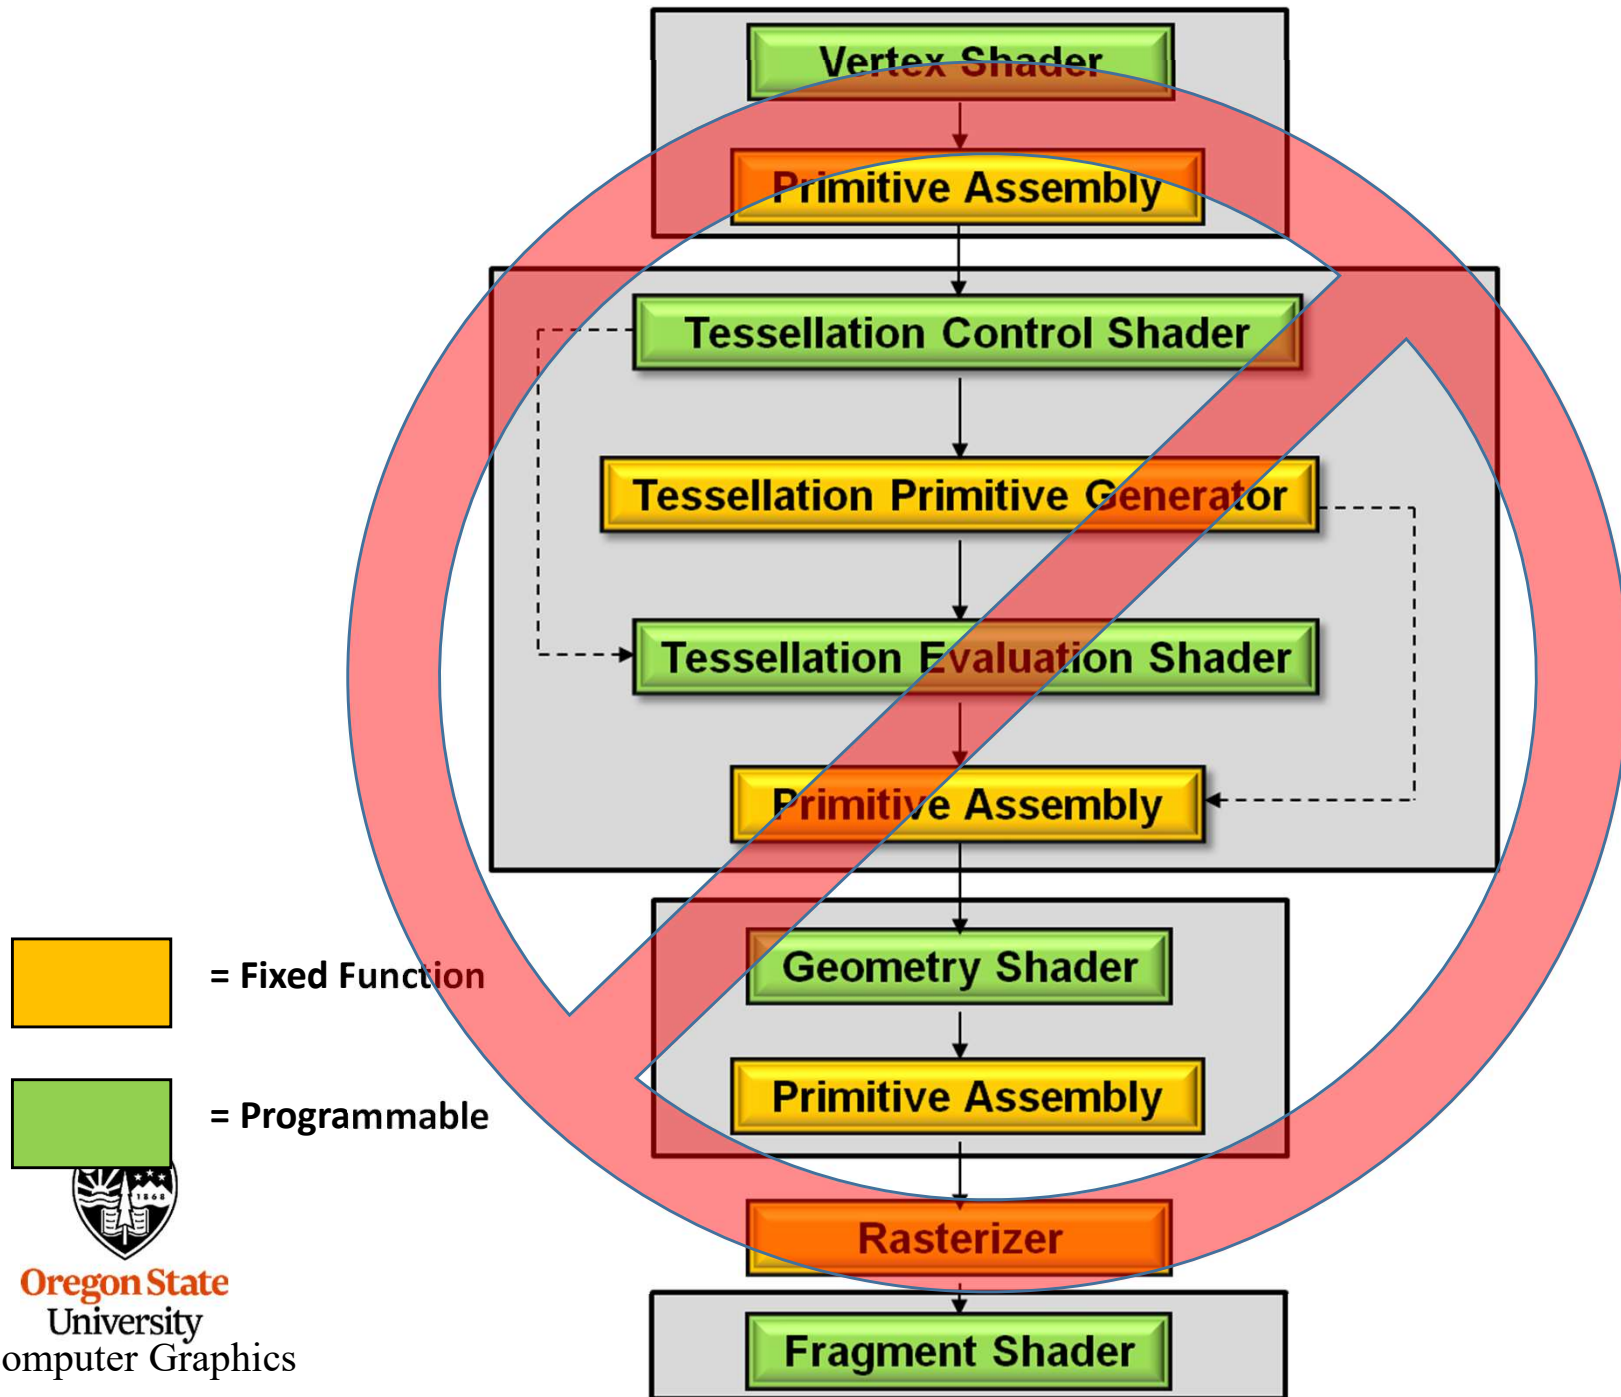 Vertex Shader
Primitive Assembly
Tessellation Control Shader
Tessellation Primitive Generator
Tessellation Evaluation Shader
Primitive Assembly
Geometry Shader
Primitive Assembly
Rasterizer
Fragment Shader
= Fixed Function
= Programmable
1868
Oregon State
University
omputer Graphics